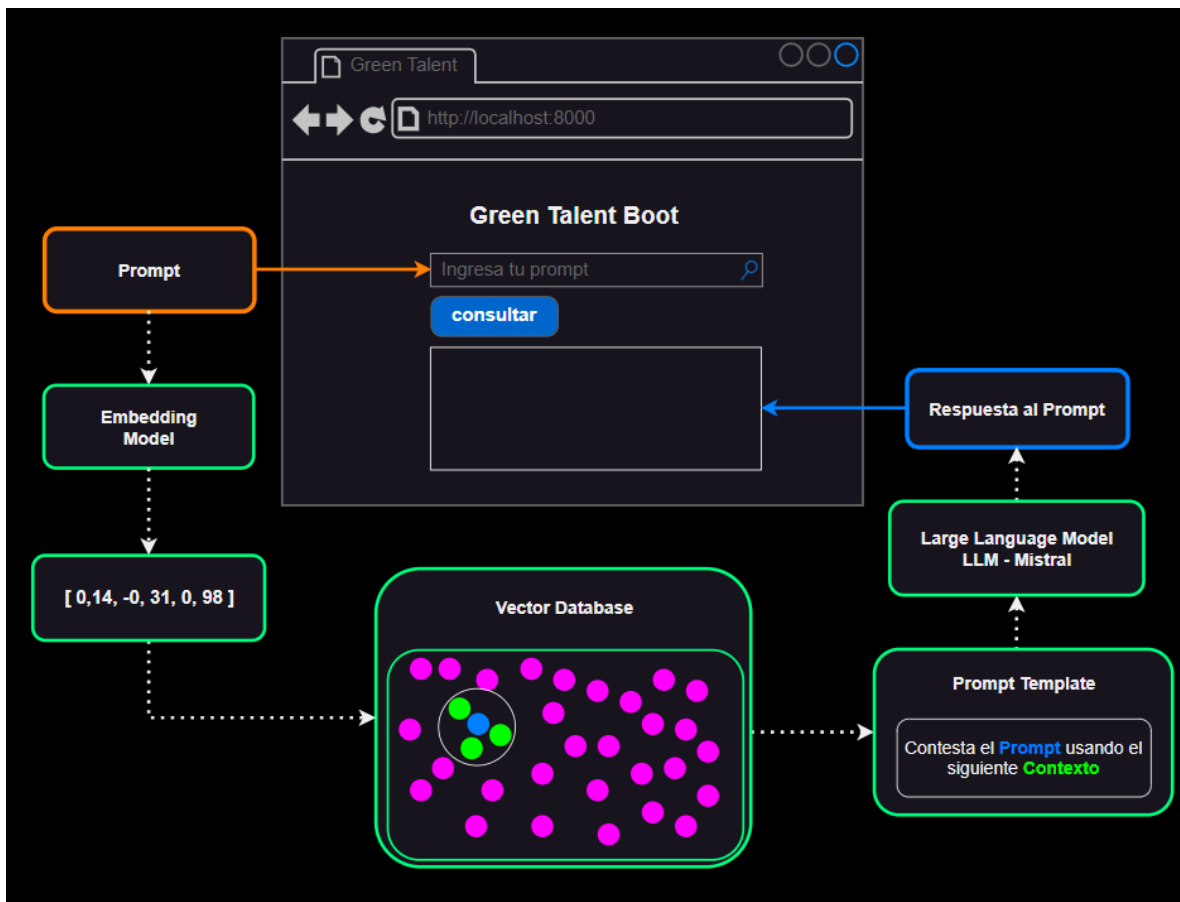 Green Talent
http://localhost:8000
Green Talent Boot
Prompt
Ingresa tu prompt
consultar
Embedding
Model
Respuesta al Prompt
Large Language Model
LLM - Mistral
[ 0,14, -0, 31, 0, 98 ]
Vector Database
Prompt Template
Contesta el Prompt usando el
siguiente Contexto